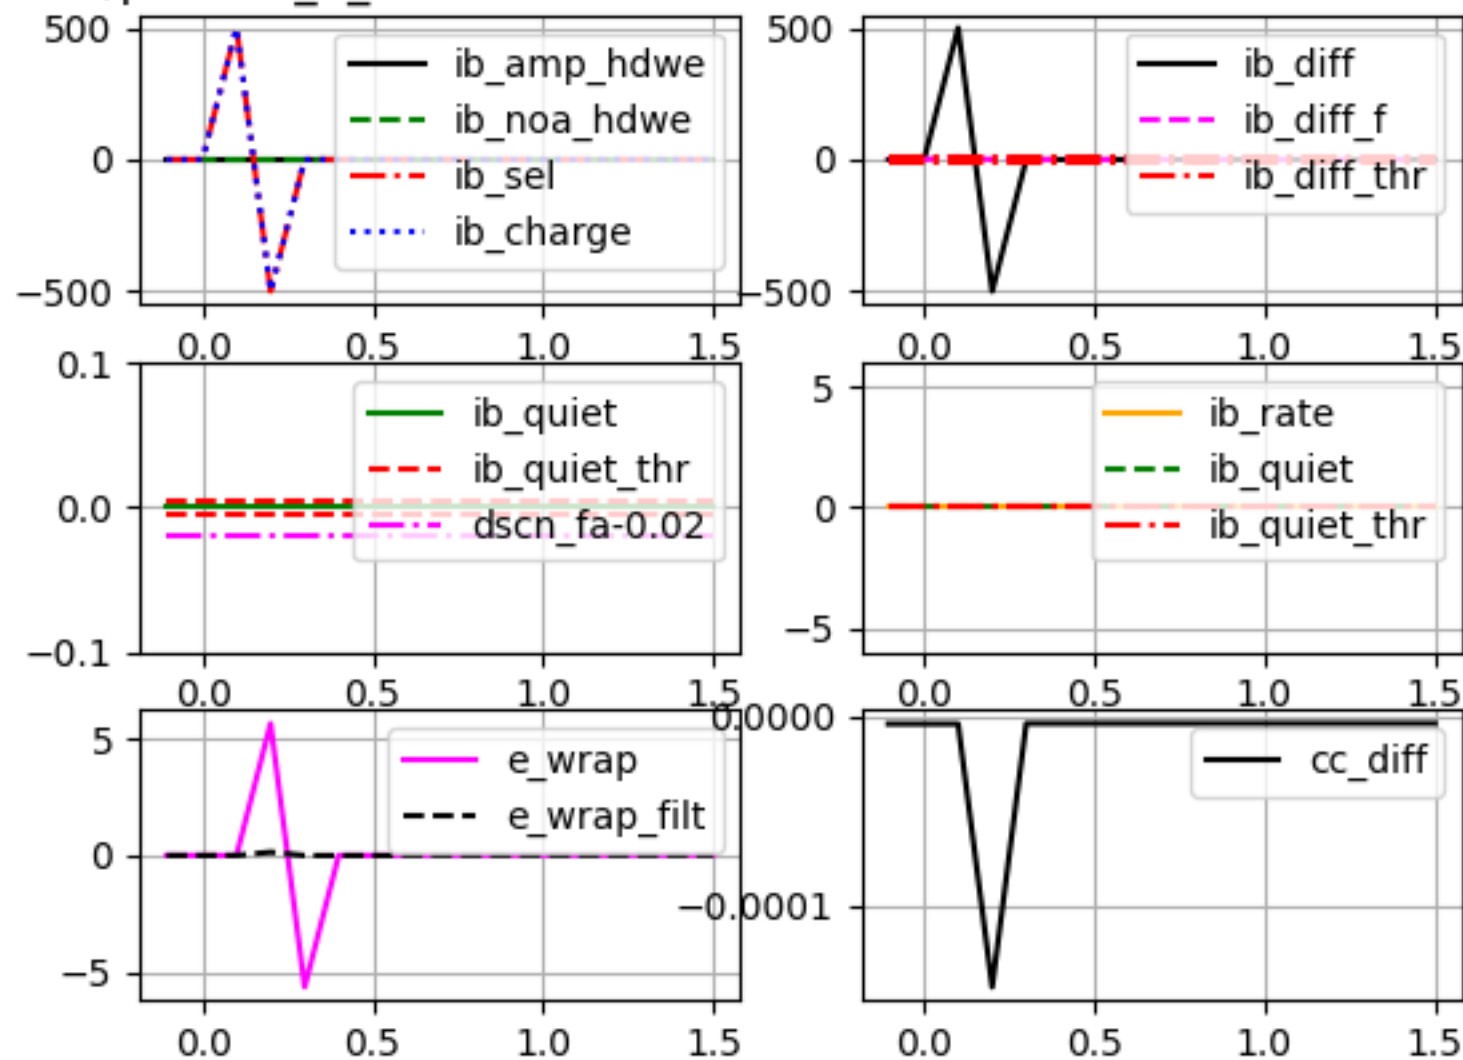 500
0
−500
0.0 0.5 1.0 1.5
ib_amp_hdwe
ib_noa_hdwe
ib_sel
ib_charge
500
0
−500
0.0 0.5 1.0 1.5
ib_diff
ib_diff_f
ib_diff_thr
0.1
0.0
−0.1
0.0 0.5 1.0 1.5
ib_quiet
ib_quiet_thr
dscn_fa-0.02
5
0
−5
0.0 0.5 1.0 1.5
ib_rate
ib_quiet
ib_quiet_thr
5
0
−5
0.0 0.5 1.0 1.5
e_wrap
e_wrap_filt
0.0000
−0.0001
0.0 0.5 1.0 1.5
cc_diff